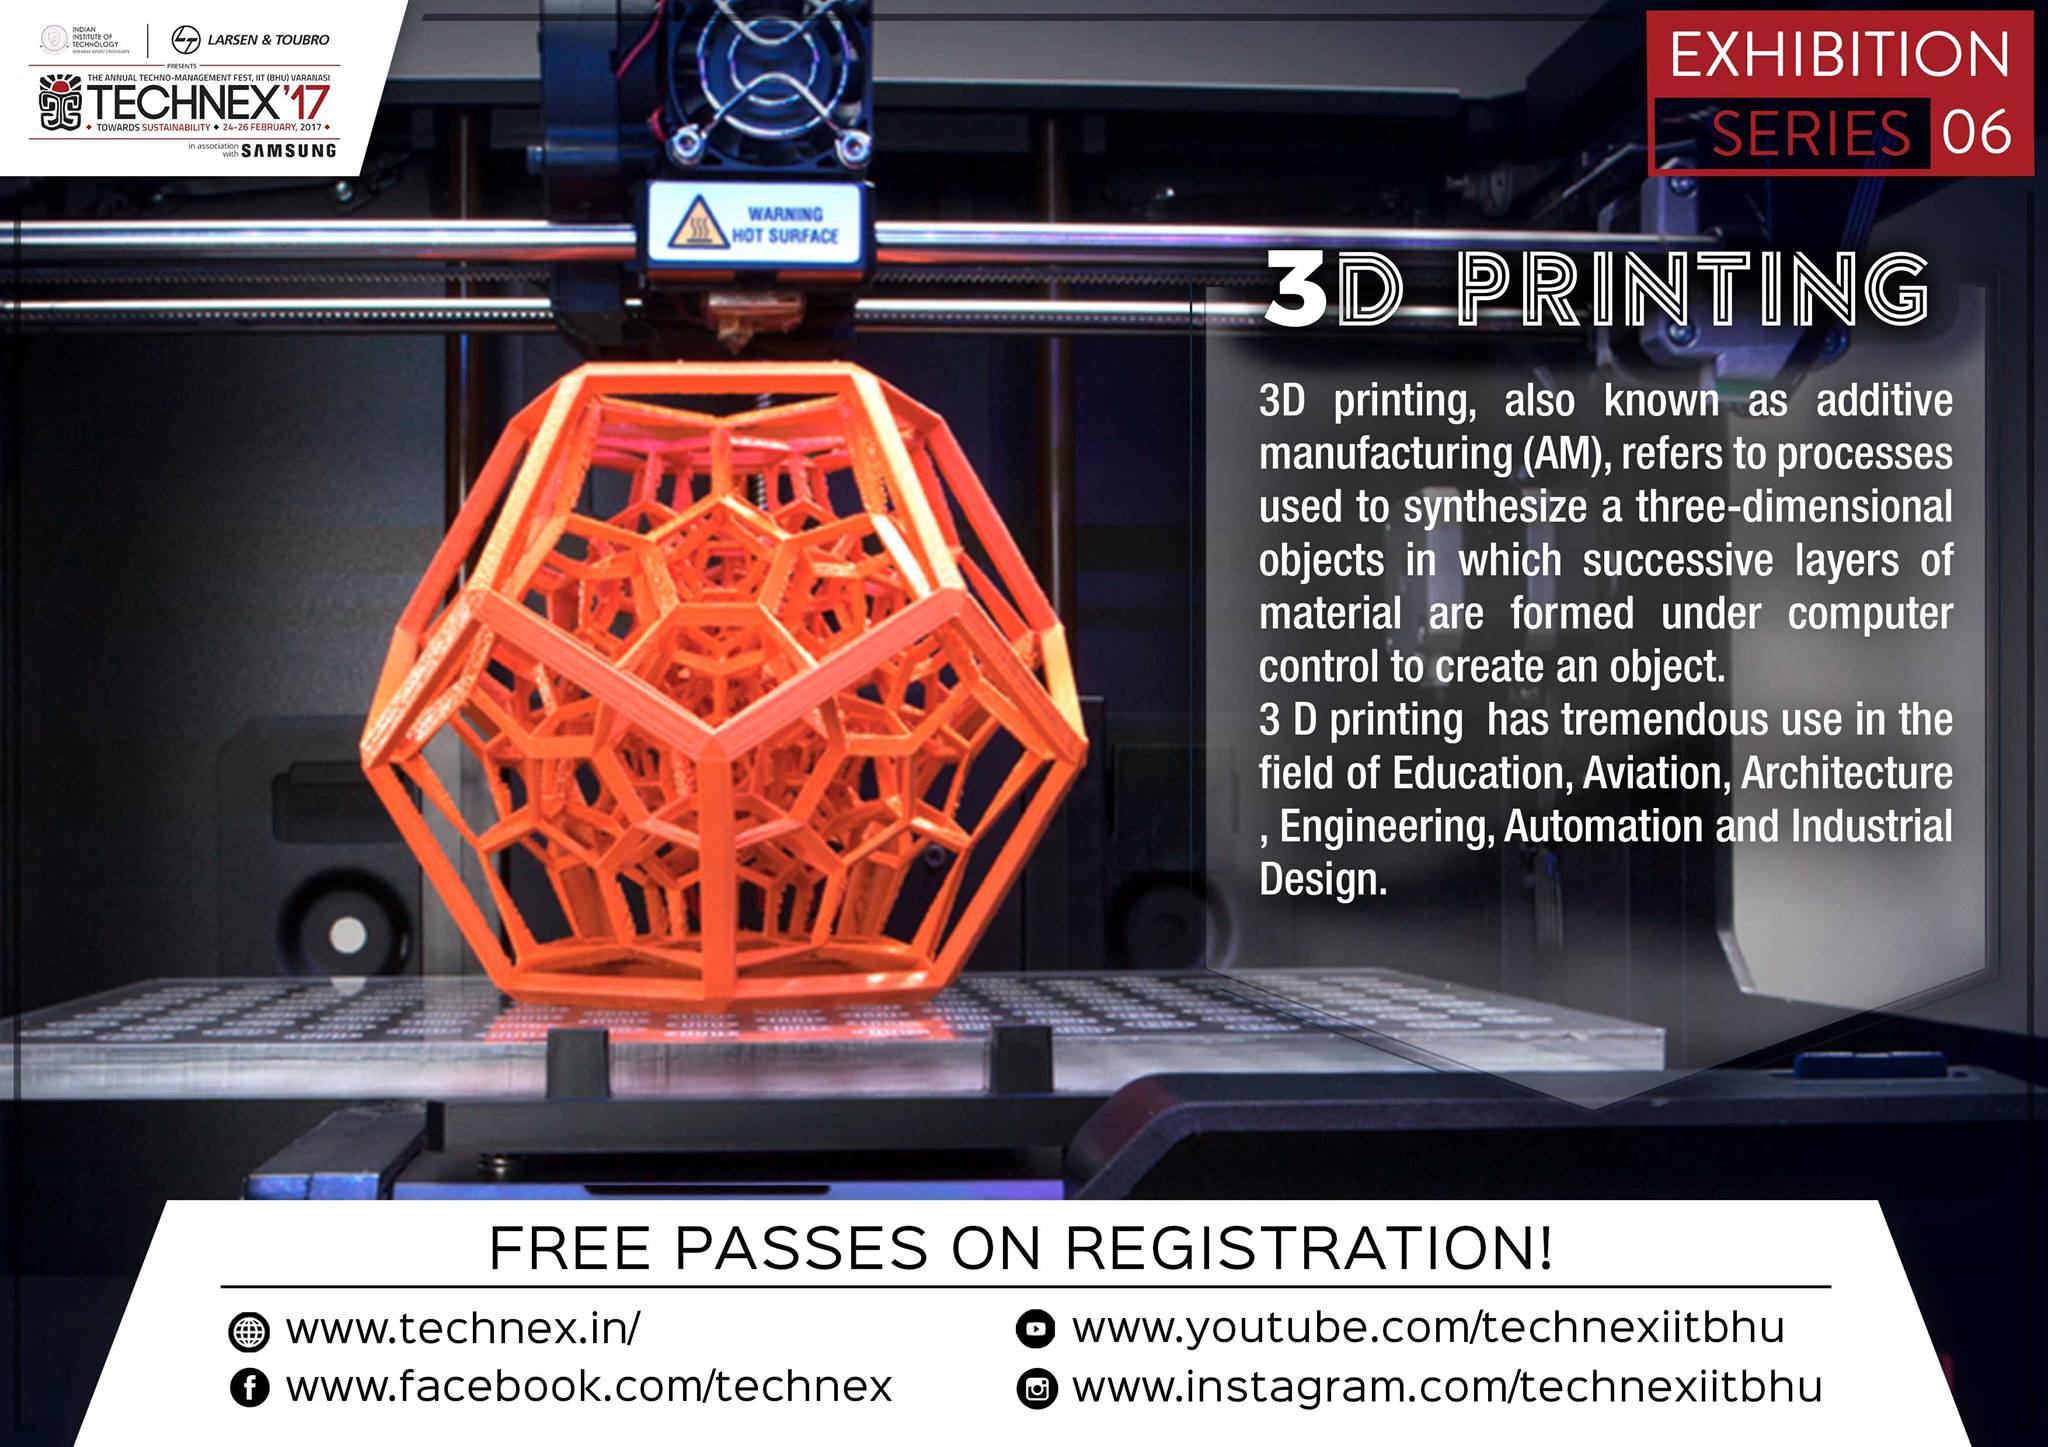 INDIAN
INSTITUTE OF
TECHNOLOGY
BANARAS HINDU UNIVERSITY
LARSEN & TOUBRO
PRESENTS
THE ANNUAL TECHNO-MANAGEMENT FEST, IIT (BHU) VARANASI
TECHNEX'17
TOWARDS SUSTAINABILITY ◆ 24-26 FEBRUARY, 2017
in association
with SAMSUNG
EXHIBITION
SERIES 06
WARNING
HOT SURFACE
3D PRINTING
3D printing, also known as additive
manufacturing (AM), refers to processes
used to synthesize a three-dimensional
objects in which successive layers of
material are formed under computer
control to create an object.
3 D printing has tremendous use in the
field of Education, Aviation, Architecture
, Engineering, Automation and Industrial
Design.
FREE PASSES ON REGISTRATION!
www.technex.in/
www.youtube.com/technexiitbhu
www.facebook.com/technex
www.instagram.com/technexiitbhu